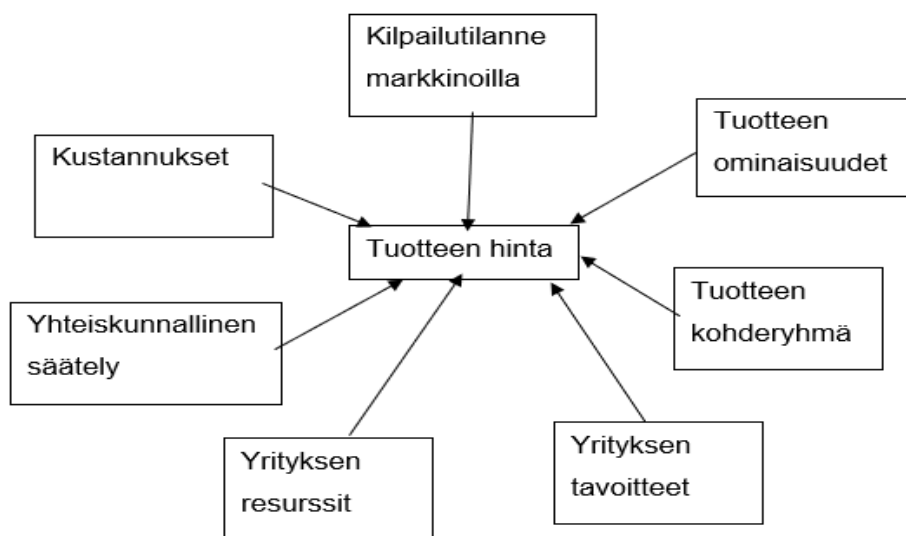 Kilpailutilanne
markkinoilla
Tuotteen
ominaisuudet
Kustannukset
Tuotteen hinta
Tuotteen
kohderyhmä
Yhteiskunnallinen
säätely
Yrityksen
resurssit
Yrityksen
tavoitteet